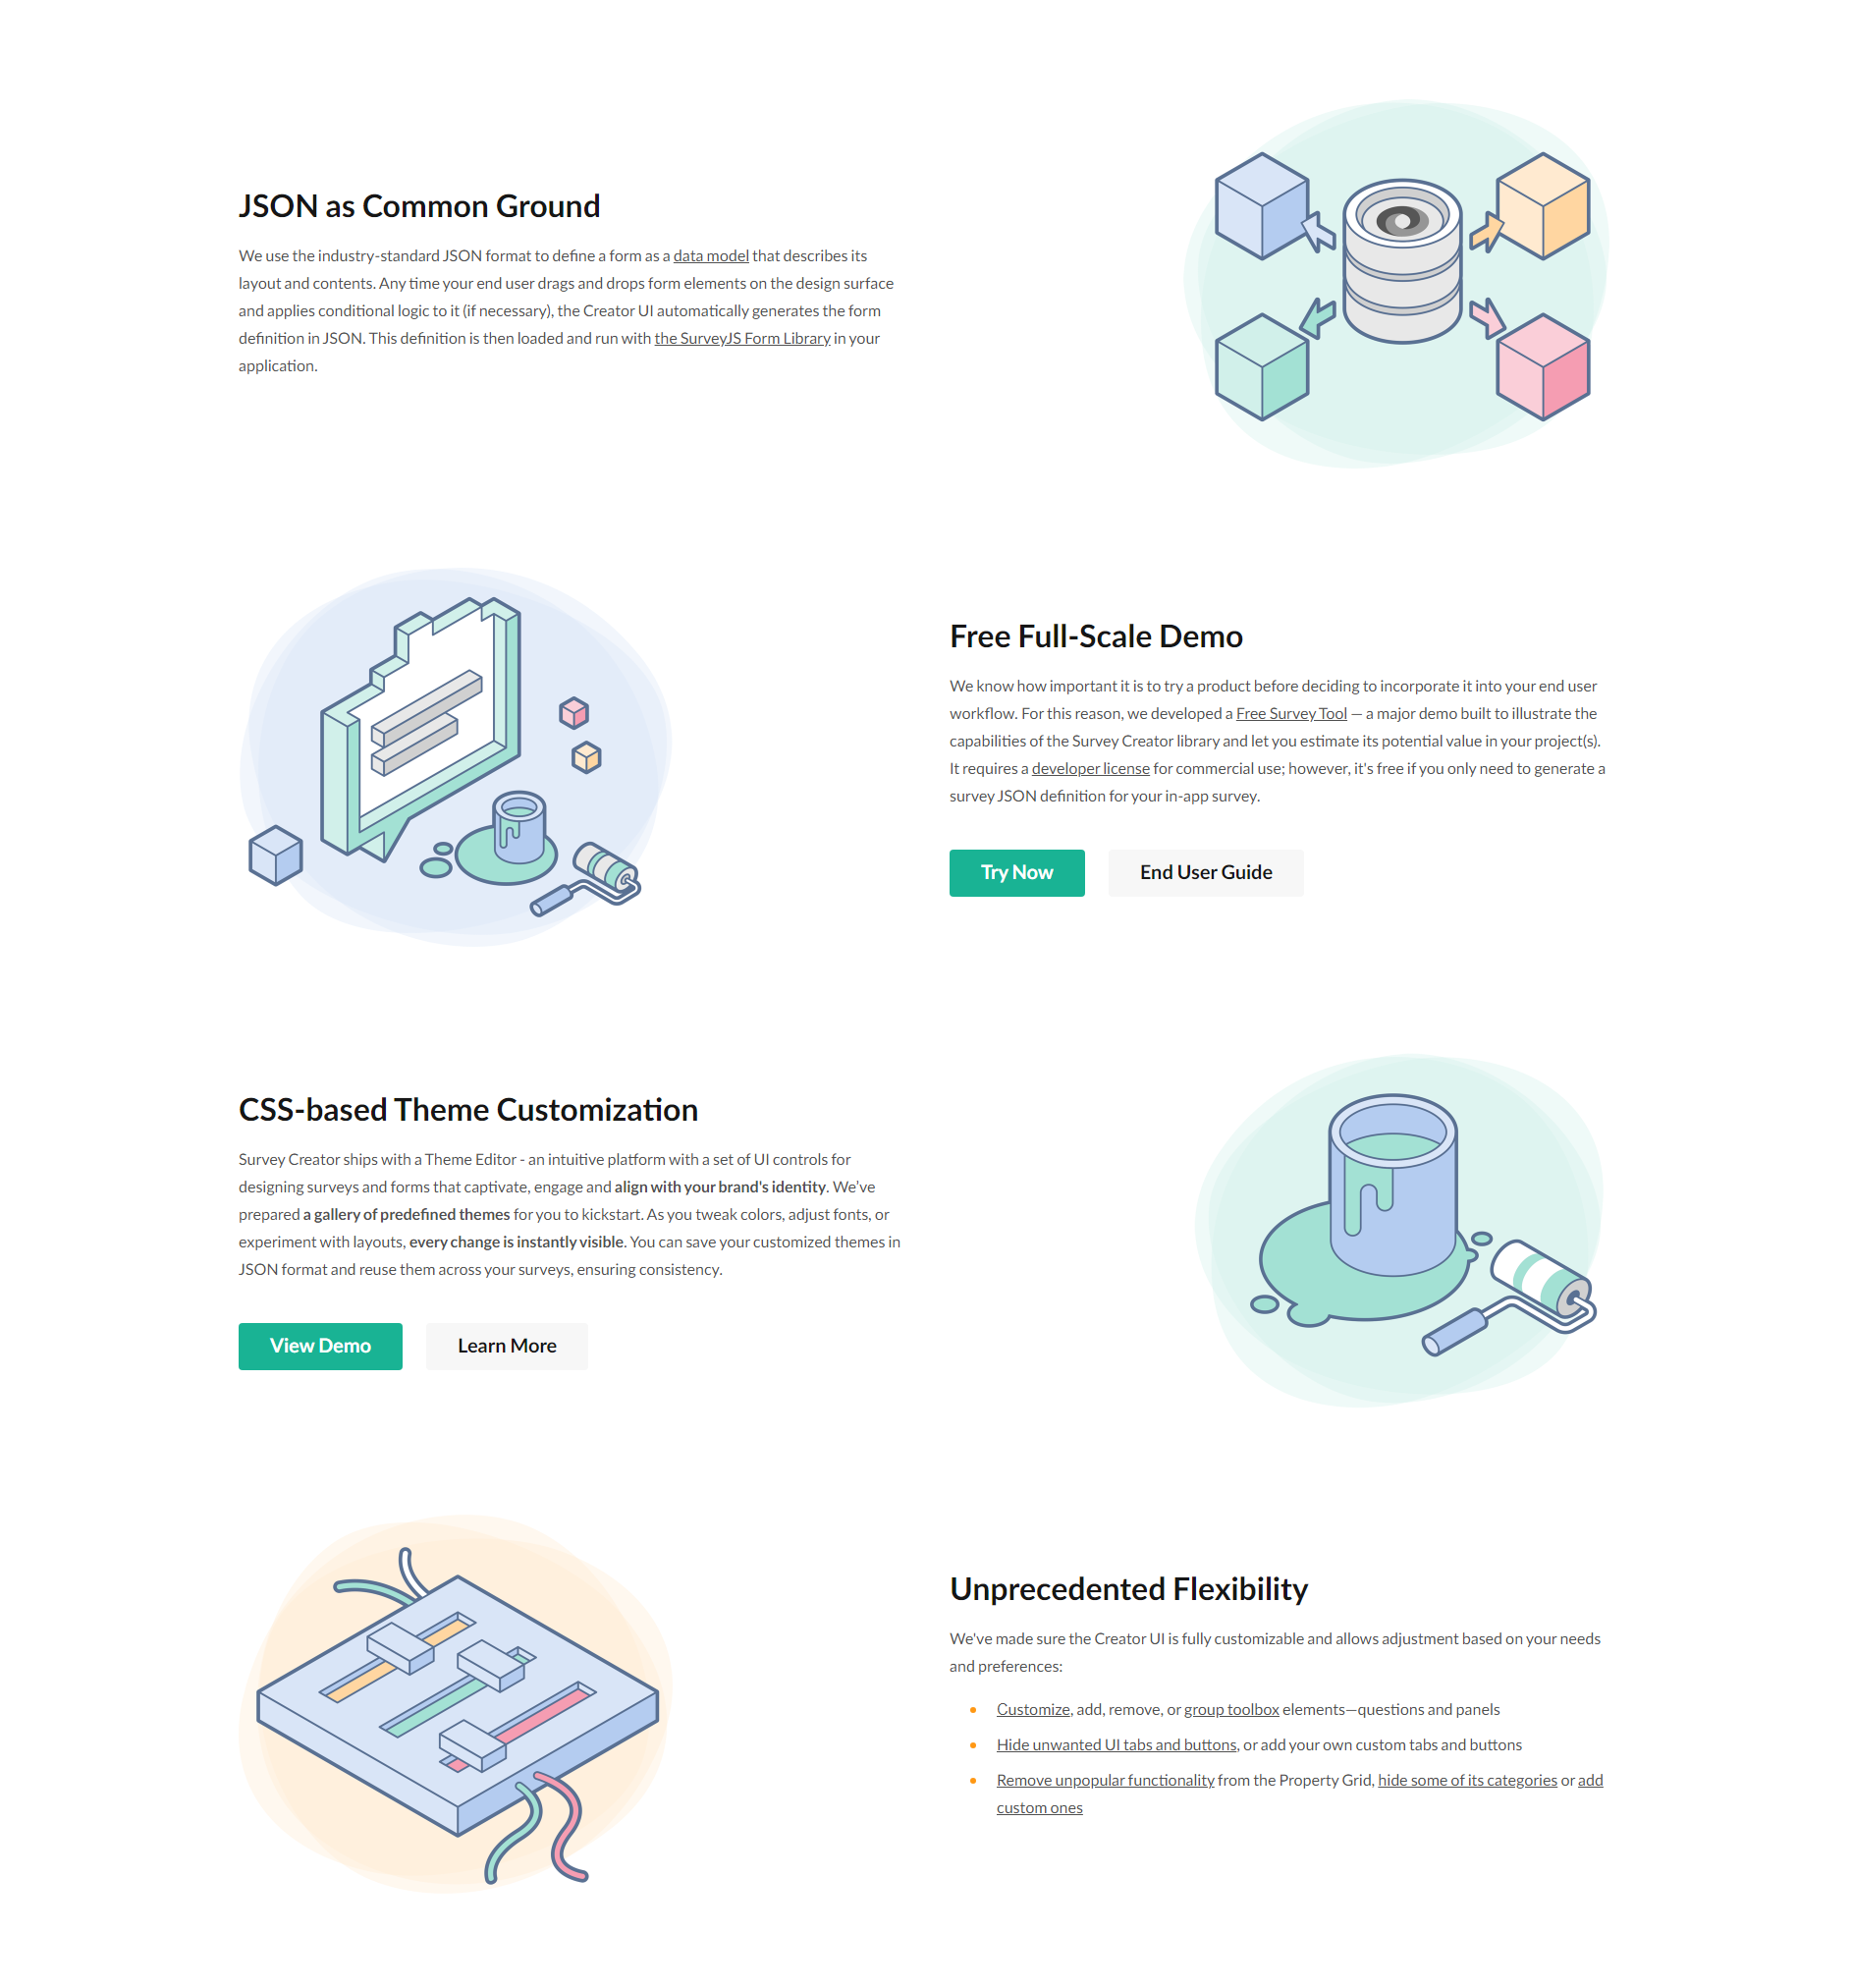 JSON as Common Ground
We use the industry-standard JSON format to define a form as a data model that describes its
layout and contents. Any time your end user drags and drops form elements on the design surface
and applies conditional logic to it (if necessary), the Creator UI automatically generates the form
definition in JSON. This definition is then loaded and run with the SurveyJS Form Library in your
application.
Free Full-Scale Demo
We know how important it is to try a product before deciding to incorporate it into your end user
workflow. For this reason, we developed a Free Survey Tool — a major demo built to illustrate the
capabilities of the Survey Creator library and let you estimate its potential value in your project(s).
It requires a developer license for commercial use; however, it's free if you only need to generate a
survey JSON definition for your in-app survey.
Try Now
End User Guide
CSS-based Theme Customization
Survey Creator ships with a Theme Editor - an intuitive platform with a set of UI controls for
designing surveys and forms that captivate, engage and align with your brand's identity. We've
prepared a gallery of predefined themes for you to kickstart. As you tweak colors, adjust fonts, or
experiment with layouts, every change is instantly visible. You can save your customized themes in
JSON format and reuse them across your surveys, ensuring consistency.
View Demo
Learn More
Unprecedented Flexibility
We've made sure the Creator UI is fully customizable and allows adjustment based on your needs
and preferences:
• Customize, add, remove, or group toolbox elements—questions and panels
• Hide unwanted UI tabs and buttons, or add your own custom tabs and buttons
• Remove unpopular functionality from the Property Grid, hide some of its categories or add
custom ones